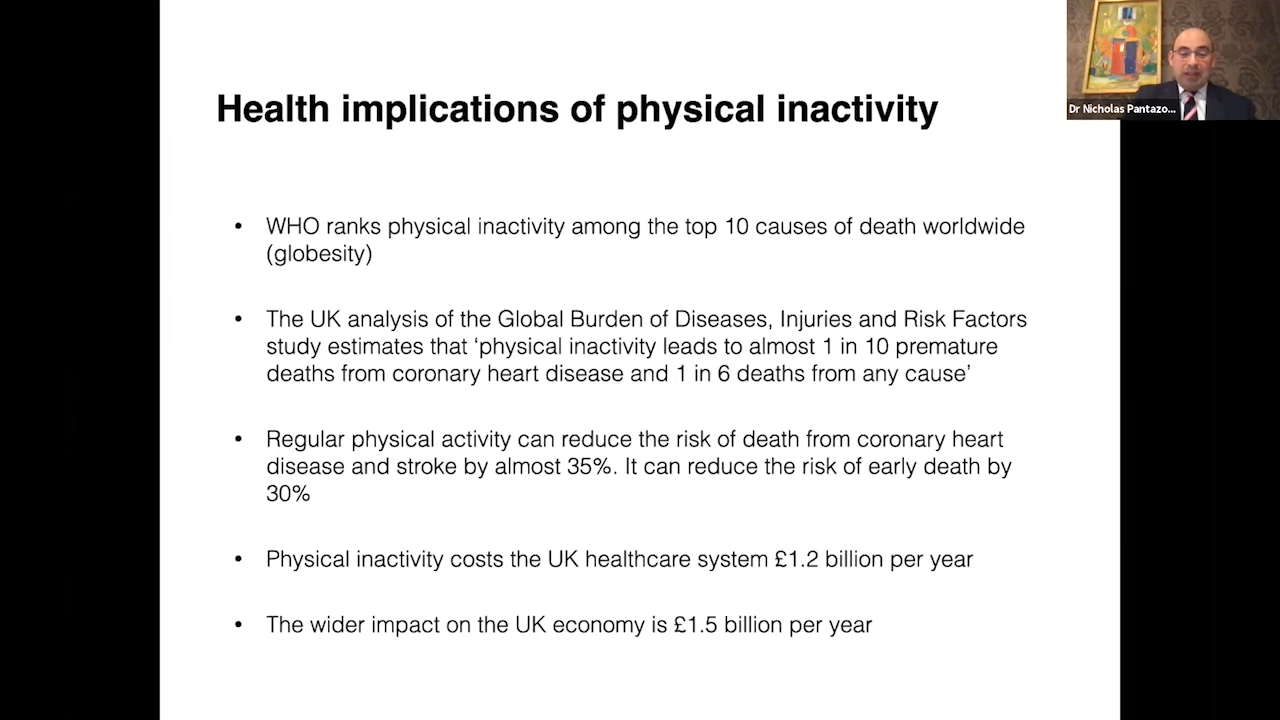 Health implications of physical inactivity
• WHO ranks physical inactivity among the top 10 causes of death worldwide
(globesity)
• The UK analysis of the Global Burden of Diseases, Injuries and Risk Factors
study estimates that ‘physical inactivity leads to almost 1 in 10 premature
deaths from coronary heart disease and 1 in 6 deaths from any cause’
• Regular physical activity can reduce the risk of death from coronary heart
disease and stroke by almost 35%. It can reduce the risk of early death by
30%
• Physical inactivity costs the UK healthcare system £1.2 billion per year
• The wider impact on the UK economy is £1.5 billion per year
Dr Nicholas Pantazo...